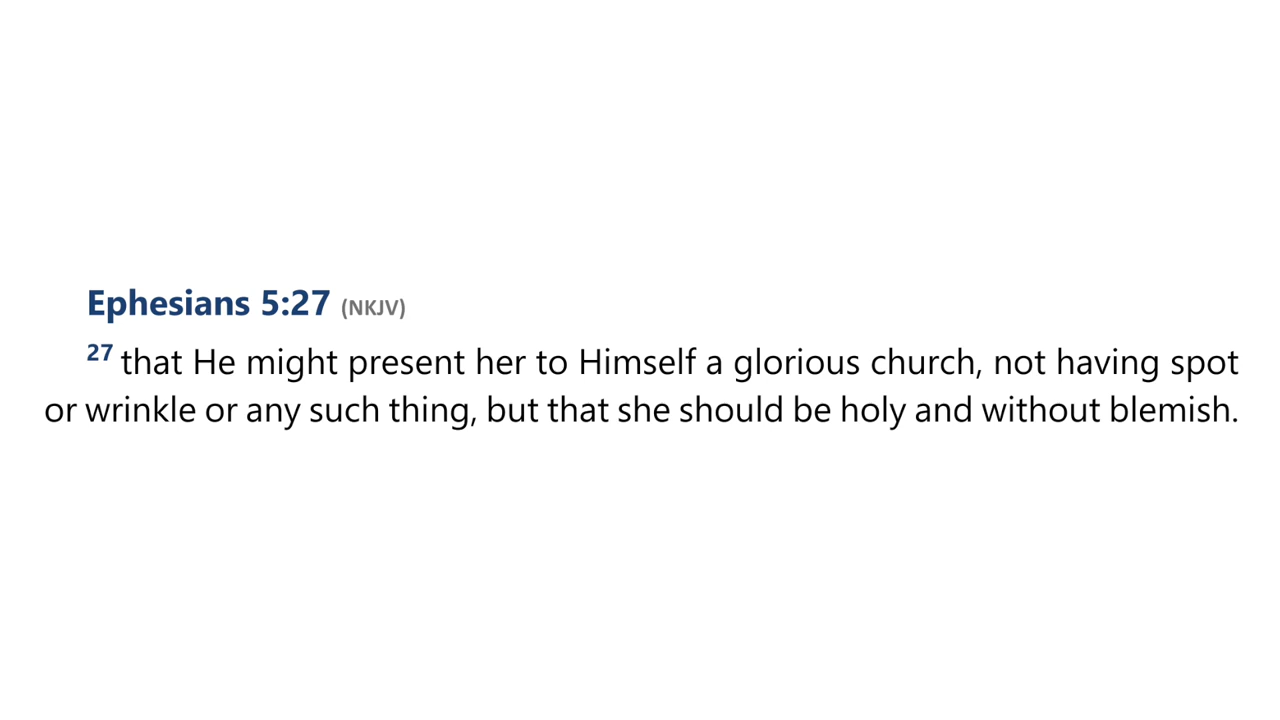 Ephesians 5:27 (NKJV)
27 that He might present her to Himself a glorious church, not having spot
or wrinkle or any such thing, but that she should be holy and without blemish.